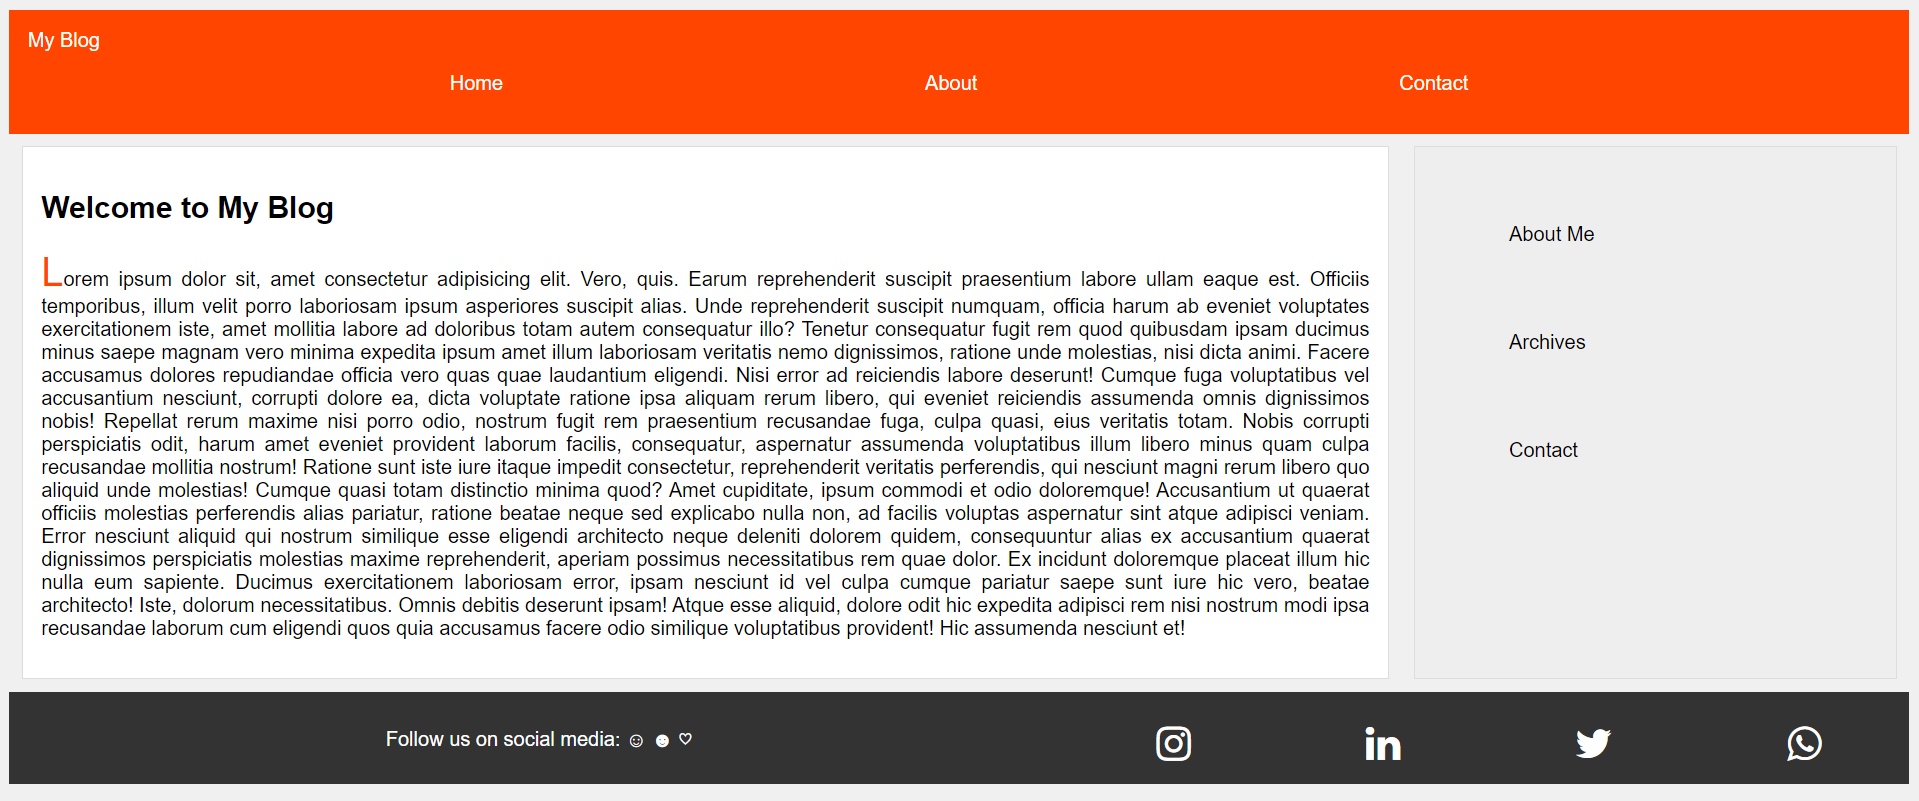 My Blog
Home About Contact
Welcome to My Blog
Lorem ipsum dolor sit, amet consectetur adipisicing elit. Vero, quis. Earum reprehenderit suscipit praesentium labore ullam eaque est. Officiis
temporibus, illum velit porro laboriosam ipsum asperiores suscipit alias. Unde reprehenderit suscipit numquam, officia harum ab eveniet voluptates
exercitationem iste, amet mollitia labore ad doloribus totam autem consequatur illo? Tenetur consequatur fugit rem quod quibusdam ipsam ducimus
minus saepe magnam vero minima expedita ipsum amet illum laboriosam veritatis nemo dignissimos, ratione unde molestias, nisi dicta animi. Facere
accusamus dolores repudiandae officia vero quas quae laudantium eligendi. Nisi error ad reiciendis labore deserunt! Cumque fuga voluptatibus vel
accusantium nesciunt, corrupti dolore ea, dicta voluptate ratione ipsa aliquam rerum libero, qui eveniet reiciendis assumenda omnis dignissimos
nobis! Repellat rerum maxime nisi porro odio, nostrum fugit rem praesentium recusandae fuga, culpa quasi, eius veritatis totam. Nobis corrupti
perspiciatis odit, harum amet eveniet provident laborum facilis, consequatur, aspernatur assumenda voluptatibus illum libero minus quam culpa
recusandae mollitia nostrum! Ratione sunt iste iure itaque impedit consectetur, reprehenderit veritatis perferendis, qui nesciunt magni rerum libero quo
aliquid unde molestias! Cumque quasi totam distinctio minima quod? Amet cupiditate, ipsum commodi et odio doloremque! Accusantium ut quaerat
officiis molestias perferendis alias pariatur, ratione beatae neque sed explicabo nulla non, ad facilis voluptas aspernatur sint atque adipisci veniam.
Error nesciunt aliquid qui nostrum similique esse eligendi architecto neque deleniti dolorem quidem, consequuntur alias ex accusantium quaerat
dignissimos perspiciatis molestias maxime reprehenderit, aperiam possimus necessitatibus rem quae dolor. Ex incidunt doloremque placeat illum hic
nulla eum sapiente. Ducimus exercitationem laboriosam error, ipsam nesciunt id vel culpa cumque pariatur saepe sunt iure hic vero, beatae
architecto! Iste, dolorum necessitatibus. Omnis debitis deserunt ipsam! Atque esse aliquid, dolore odit hic expedita adipisci rem nisi nostrum modi ipsa
recusandae laborum cum eligendi quos quia accusamus facere odio similique voluptatibus provident! Hic assumenda nesciunt et!
About Me
Archives
Contact
Follow us on social media: ☺ ☻ ♡
in